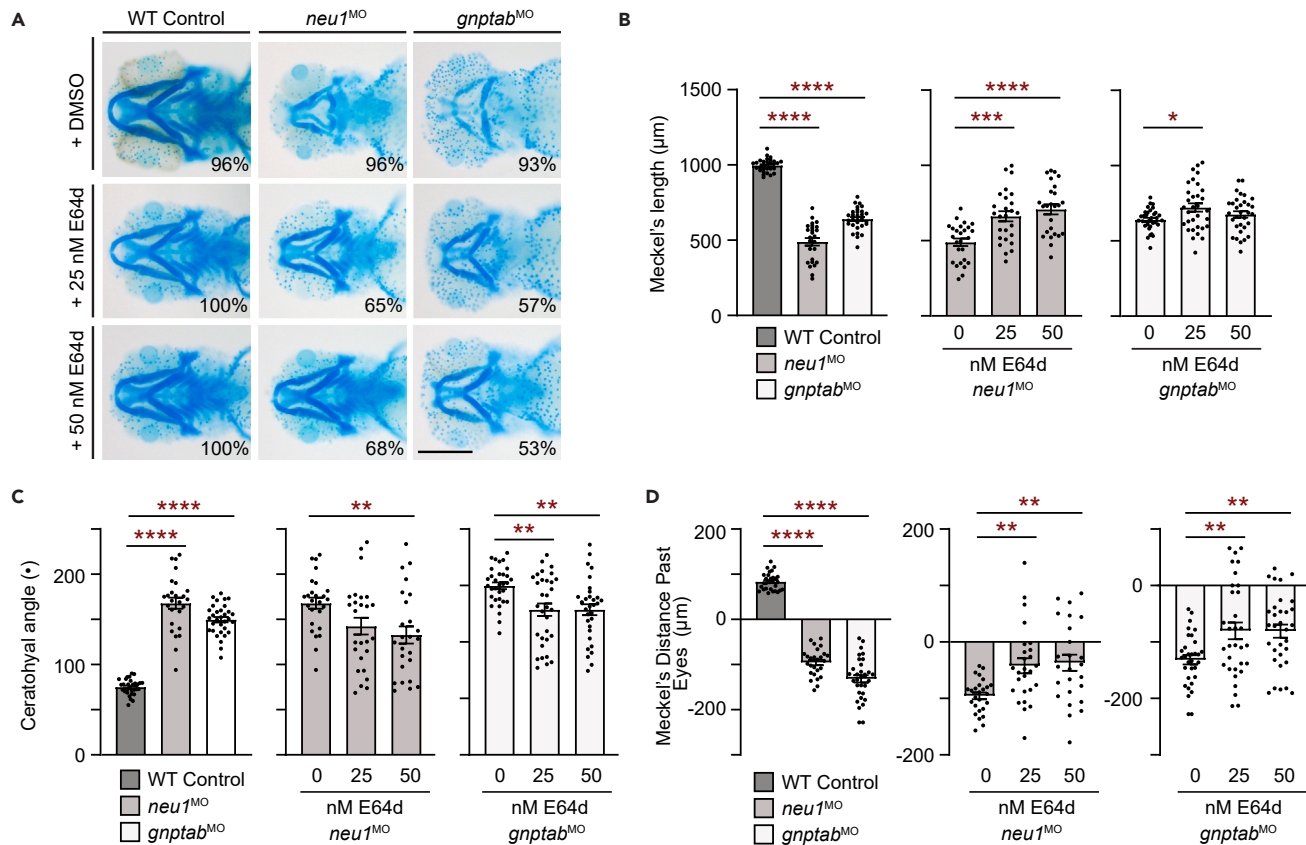 A
WT Control
neu1MO
gnptabMO
+ DMSO
96%
96%
93%
+ 25 nM E64d
100%
65%
57%
+ 50 nM E64d
100%
68%
53%
B
Meckel's length (µm)
1500
1000
500
0
****
****
WT Control
neu1MO
gnptabMO
****
***
0 25 50
nM E64d
neu1MO
*
0 25 50
nM E64d
gnptabMO
C
Ceratohyal angle (•)
200
100
0
****
****
WT Control
neu1MO
gnptabMO
**
0 25 50
nM E64d
neu1MO
**
**
0 25 50
nM E64d
gnptabMO
D
Meckel's Distance Past
Eyes (µm)
200
0
-200
****
****
WT Control
neu1MO
gnptabMO
200
0
-200
**
**
0 25 50
nM E64d
neu1MO
0
-200
**
**
0 25 50
nM E64d
gnptabMO